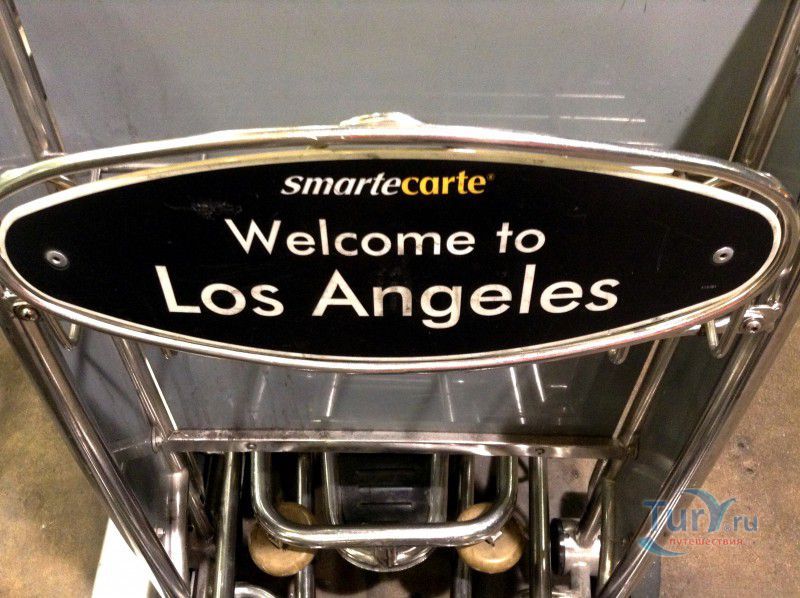 smartecarte®
Welcome to
Los Angeles
TurY.ru
путешествия